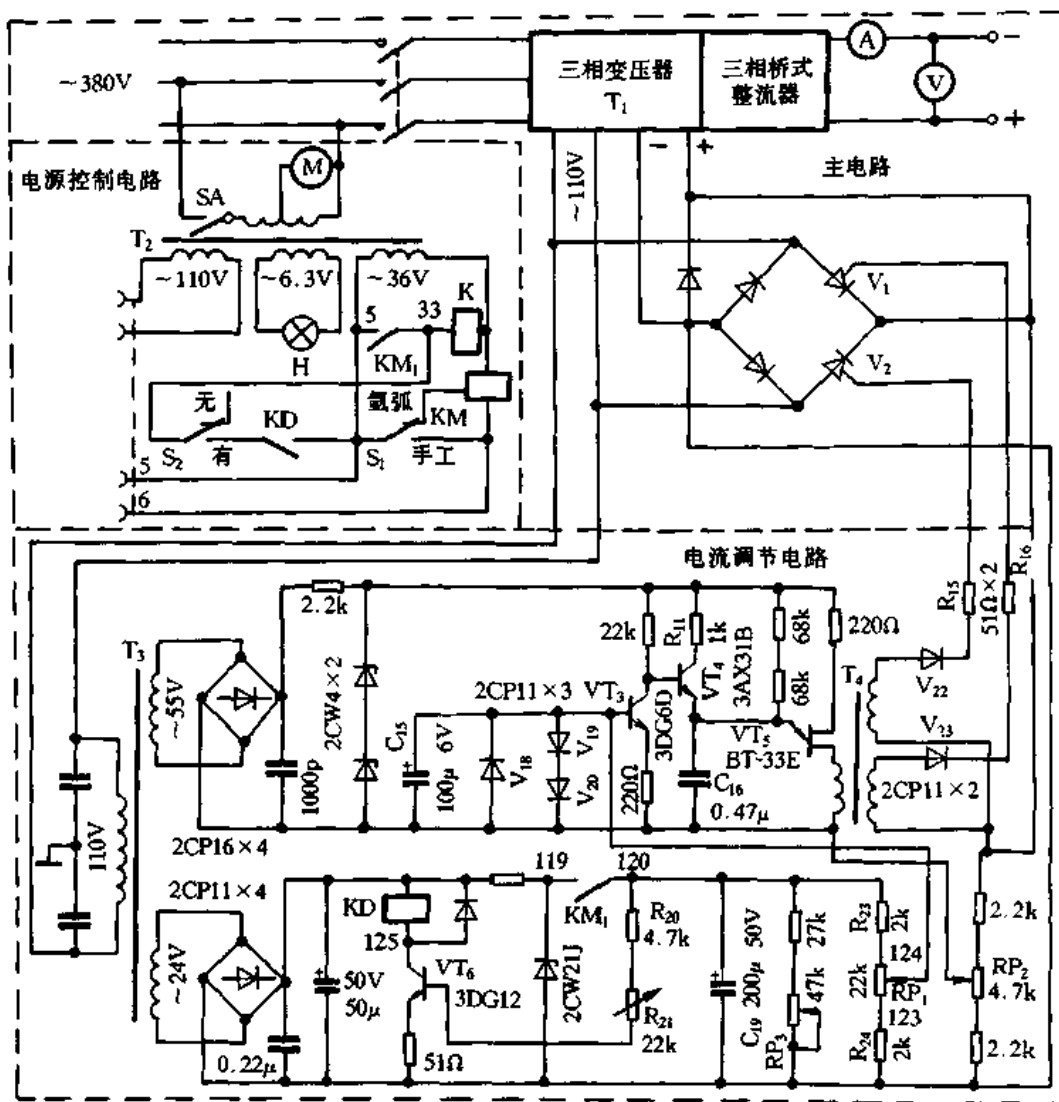 ~380V
三相变压器
T₁
三相桥式
整流器
A
V
−
+
电源控制电路
M
SA
~110V
−
+
主电路
T₂
~110V
~6.3V
~36V
H
5
33
K
KM₁
V₁
V₂
无
氩弧
KM
KD
S₂
有
S₁
手工
5
6
电流调节电路
R₁₅
51Ω×2
R₁₆
2.2k
22k
R₁₁
1k
68k
68k
220Ω
T₃
~55V
2CW4×2
2CP11×3
VT₃
3DG6D
VT₄
3AX31B
T₄
V₂₂
V₂₃
C₁₅
6V
100μ
V₁₈
V₁₉
V₂₀
220Ω
VT₅
BT-33E
C₁₆
0.47μ
2CP11×2
1000p
110V
2CP16×4
2CP11×4
119
120
KD
125
KM₁
R₂₀
4.7k
50V
27k
R₂₃
2k
124
2.2k
~24V
50V
50μ
VT₆
3DG12
2CW21J
R₂₁
22k
C₁₉
200μ
47k
RP₃
22k
RP₁
123
R₂₄
2k
RP₂
4.7k
0.22μ
51Ω
2.2k